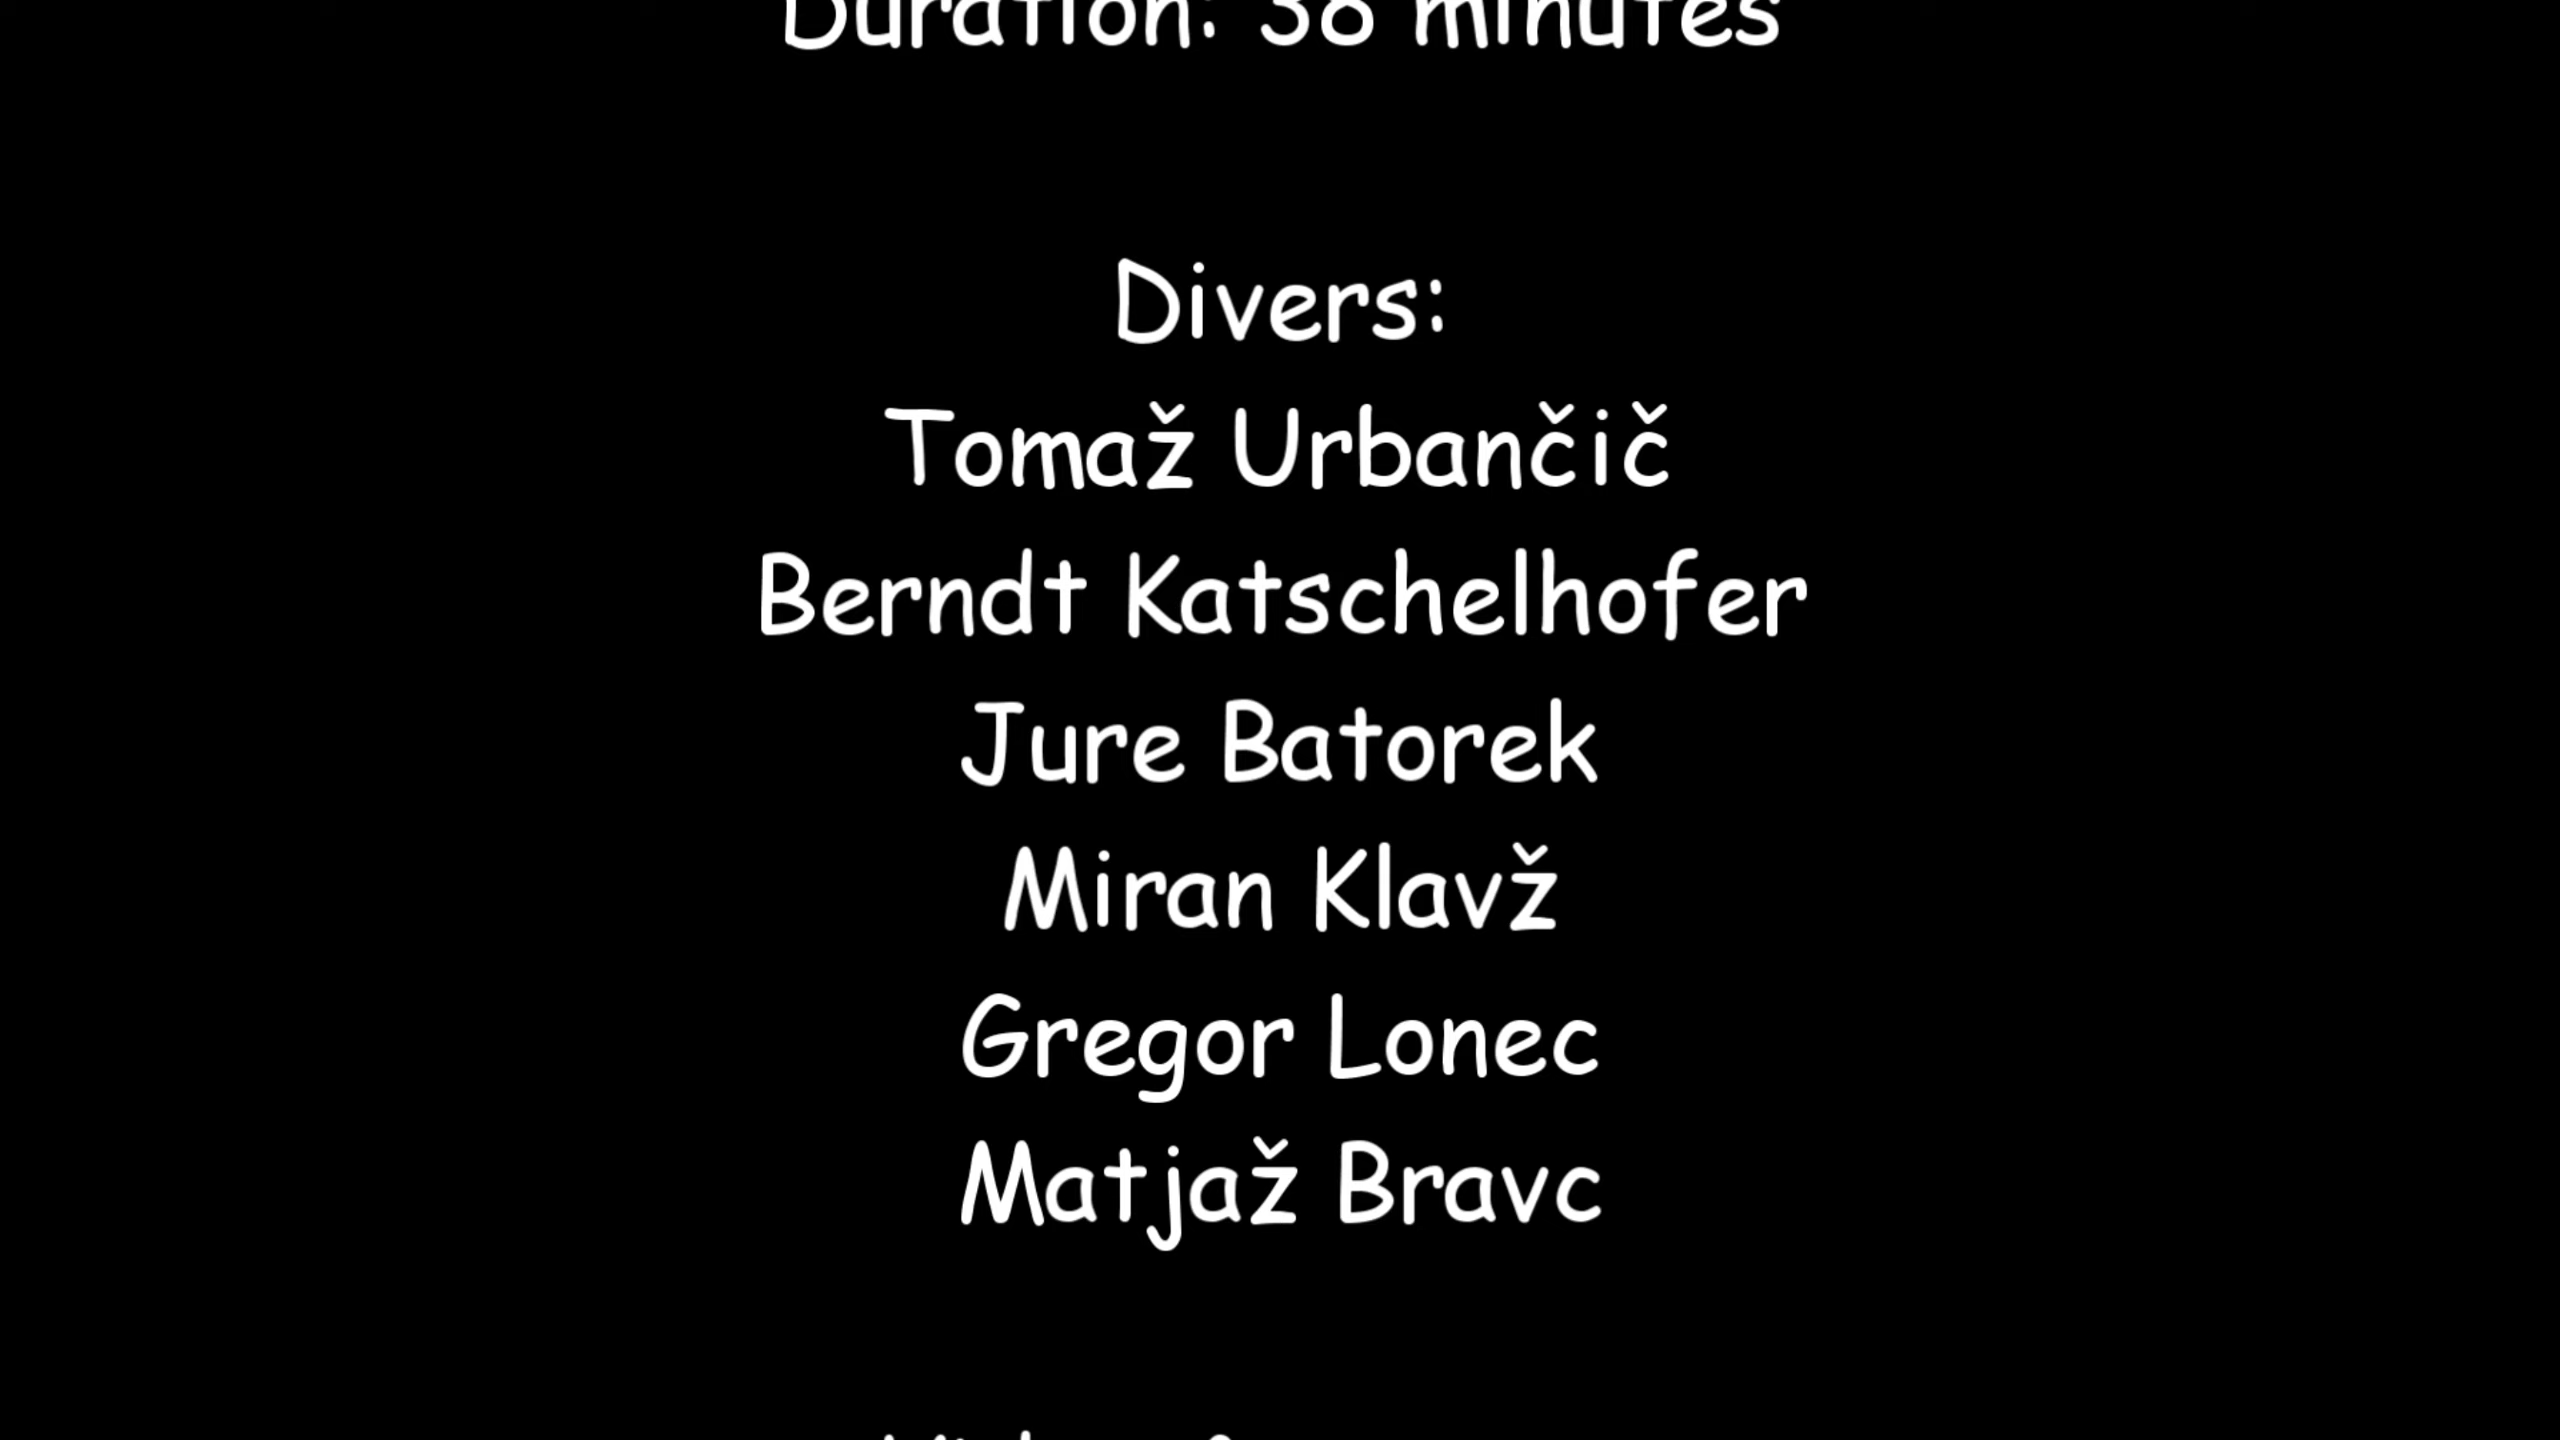 Duration: 38 minutes
Divers:
Tomaž Urbančič
Berndt Katschelhofer
Jure Batorek
Miran Klavž
Gregor Lonec
Matjaž Bravc